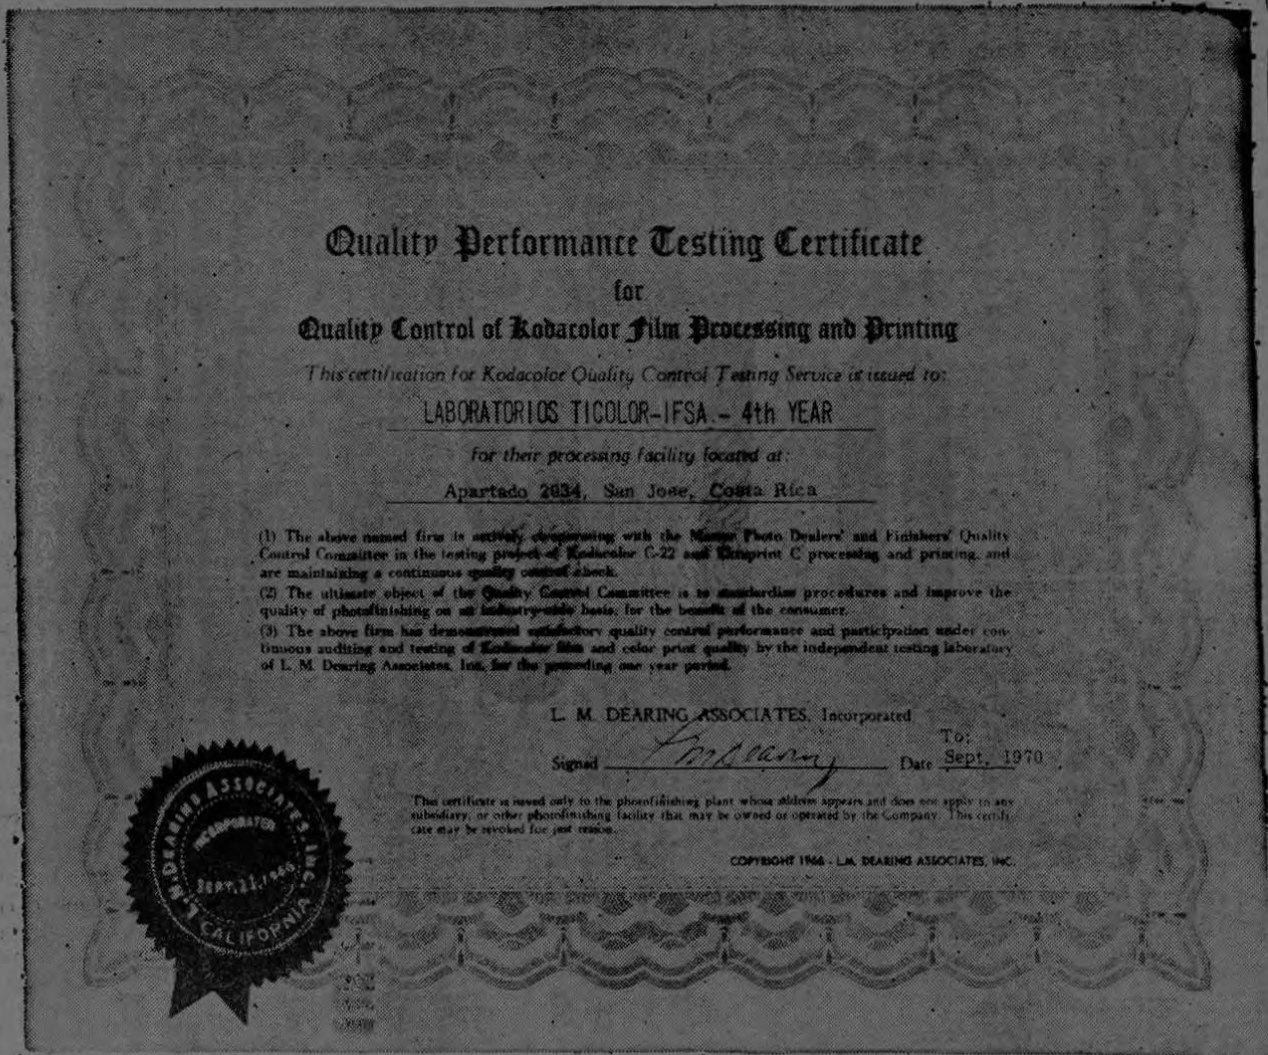 Quality Performance Testing Certificate
for
Quality Control of Kodacolor Film Processing and Printing
This certification for Kodacolor Quality Control Testing Service is issued to:
LABORATORIOS TICOLOR-IFSA.- 4th YEAR
for their processing facility located at:
Apartado 2034, San Jose, Costa Rica
(1) The above named firm is actively cooperating with the Master Photo Dealers' and Finishers' Quality
Control Committee in the testing project of Kodacolor C-22 and Ektaprint C processing and printing, and
are maintaining a continuous quality control check.
(2) The ultimate object of the Quality Control Committee is to standardize procedures and improve the
quality of photofinishing on an industry-wide basis, for the benefit of the consumer.
(3) The above firm has demonstrated satisfactory quality control performance and participation under con-
tinuous auditing and testing of Kodacolor film and color print quality by the independent testing laboratory
of L. M. Dearing Associates, Inc. for the preceding one year period.
L. M. DEARING ASSOCIATES, Incorporated
To:
Signed LM Dearing Date Sept. 1970
This certificate is issued only to the photofinishing plant whose address appears and does not apply to any
subsidiary, or other photofinishing facility that may be owned or operated by the Company. This certifi-
cate may be revoked for just reason.
COPYRIGHT 1966 - L.M. DEARING ASSOCIATES, INC.
L. M. DEARING ASSOCIATES, INC.
INCORPORATED
SEPT. 21, 1966
CALIFORNIA